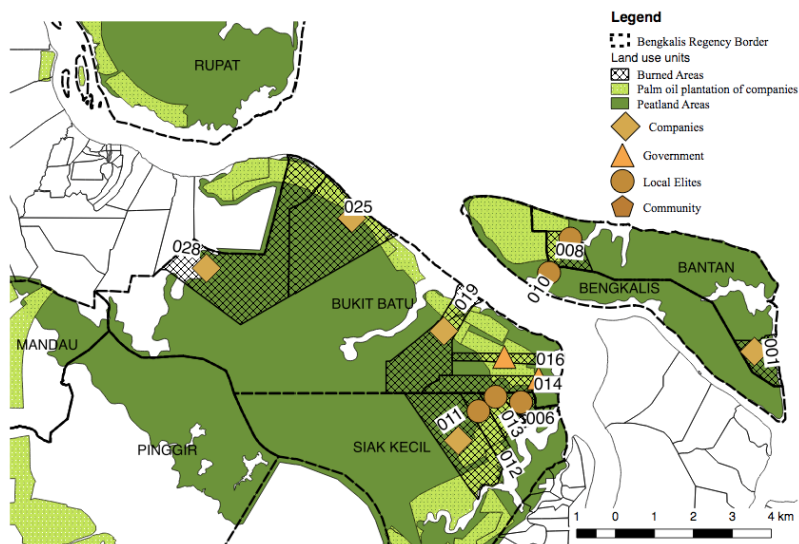 Legend
Bengkalis Regency Border
Land use units
Burned Areas
Palm oil plantation of companies
Peatland Areas
Companies
Government
Local Elites
Community
RUPAT
025
028
008
BANTAN
BENGKALIS
010
019
BUKIT BATU
MANDAU
001
016
014
006
011
013
SIAK KECIL
PINGGIR
012
1 0 1 2 3 4 km